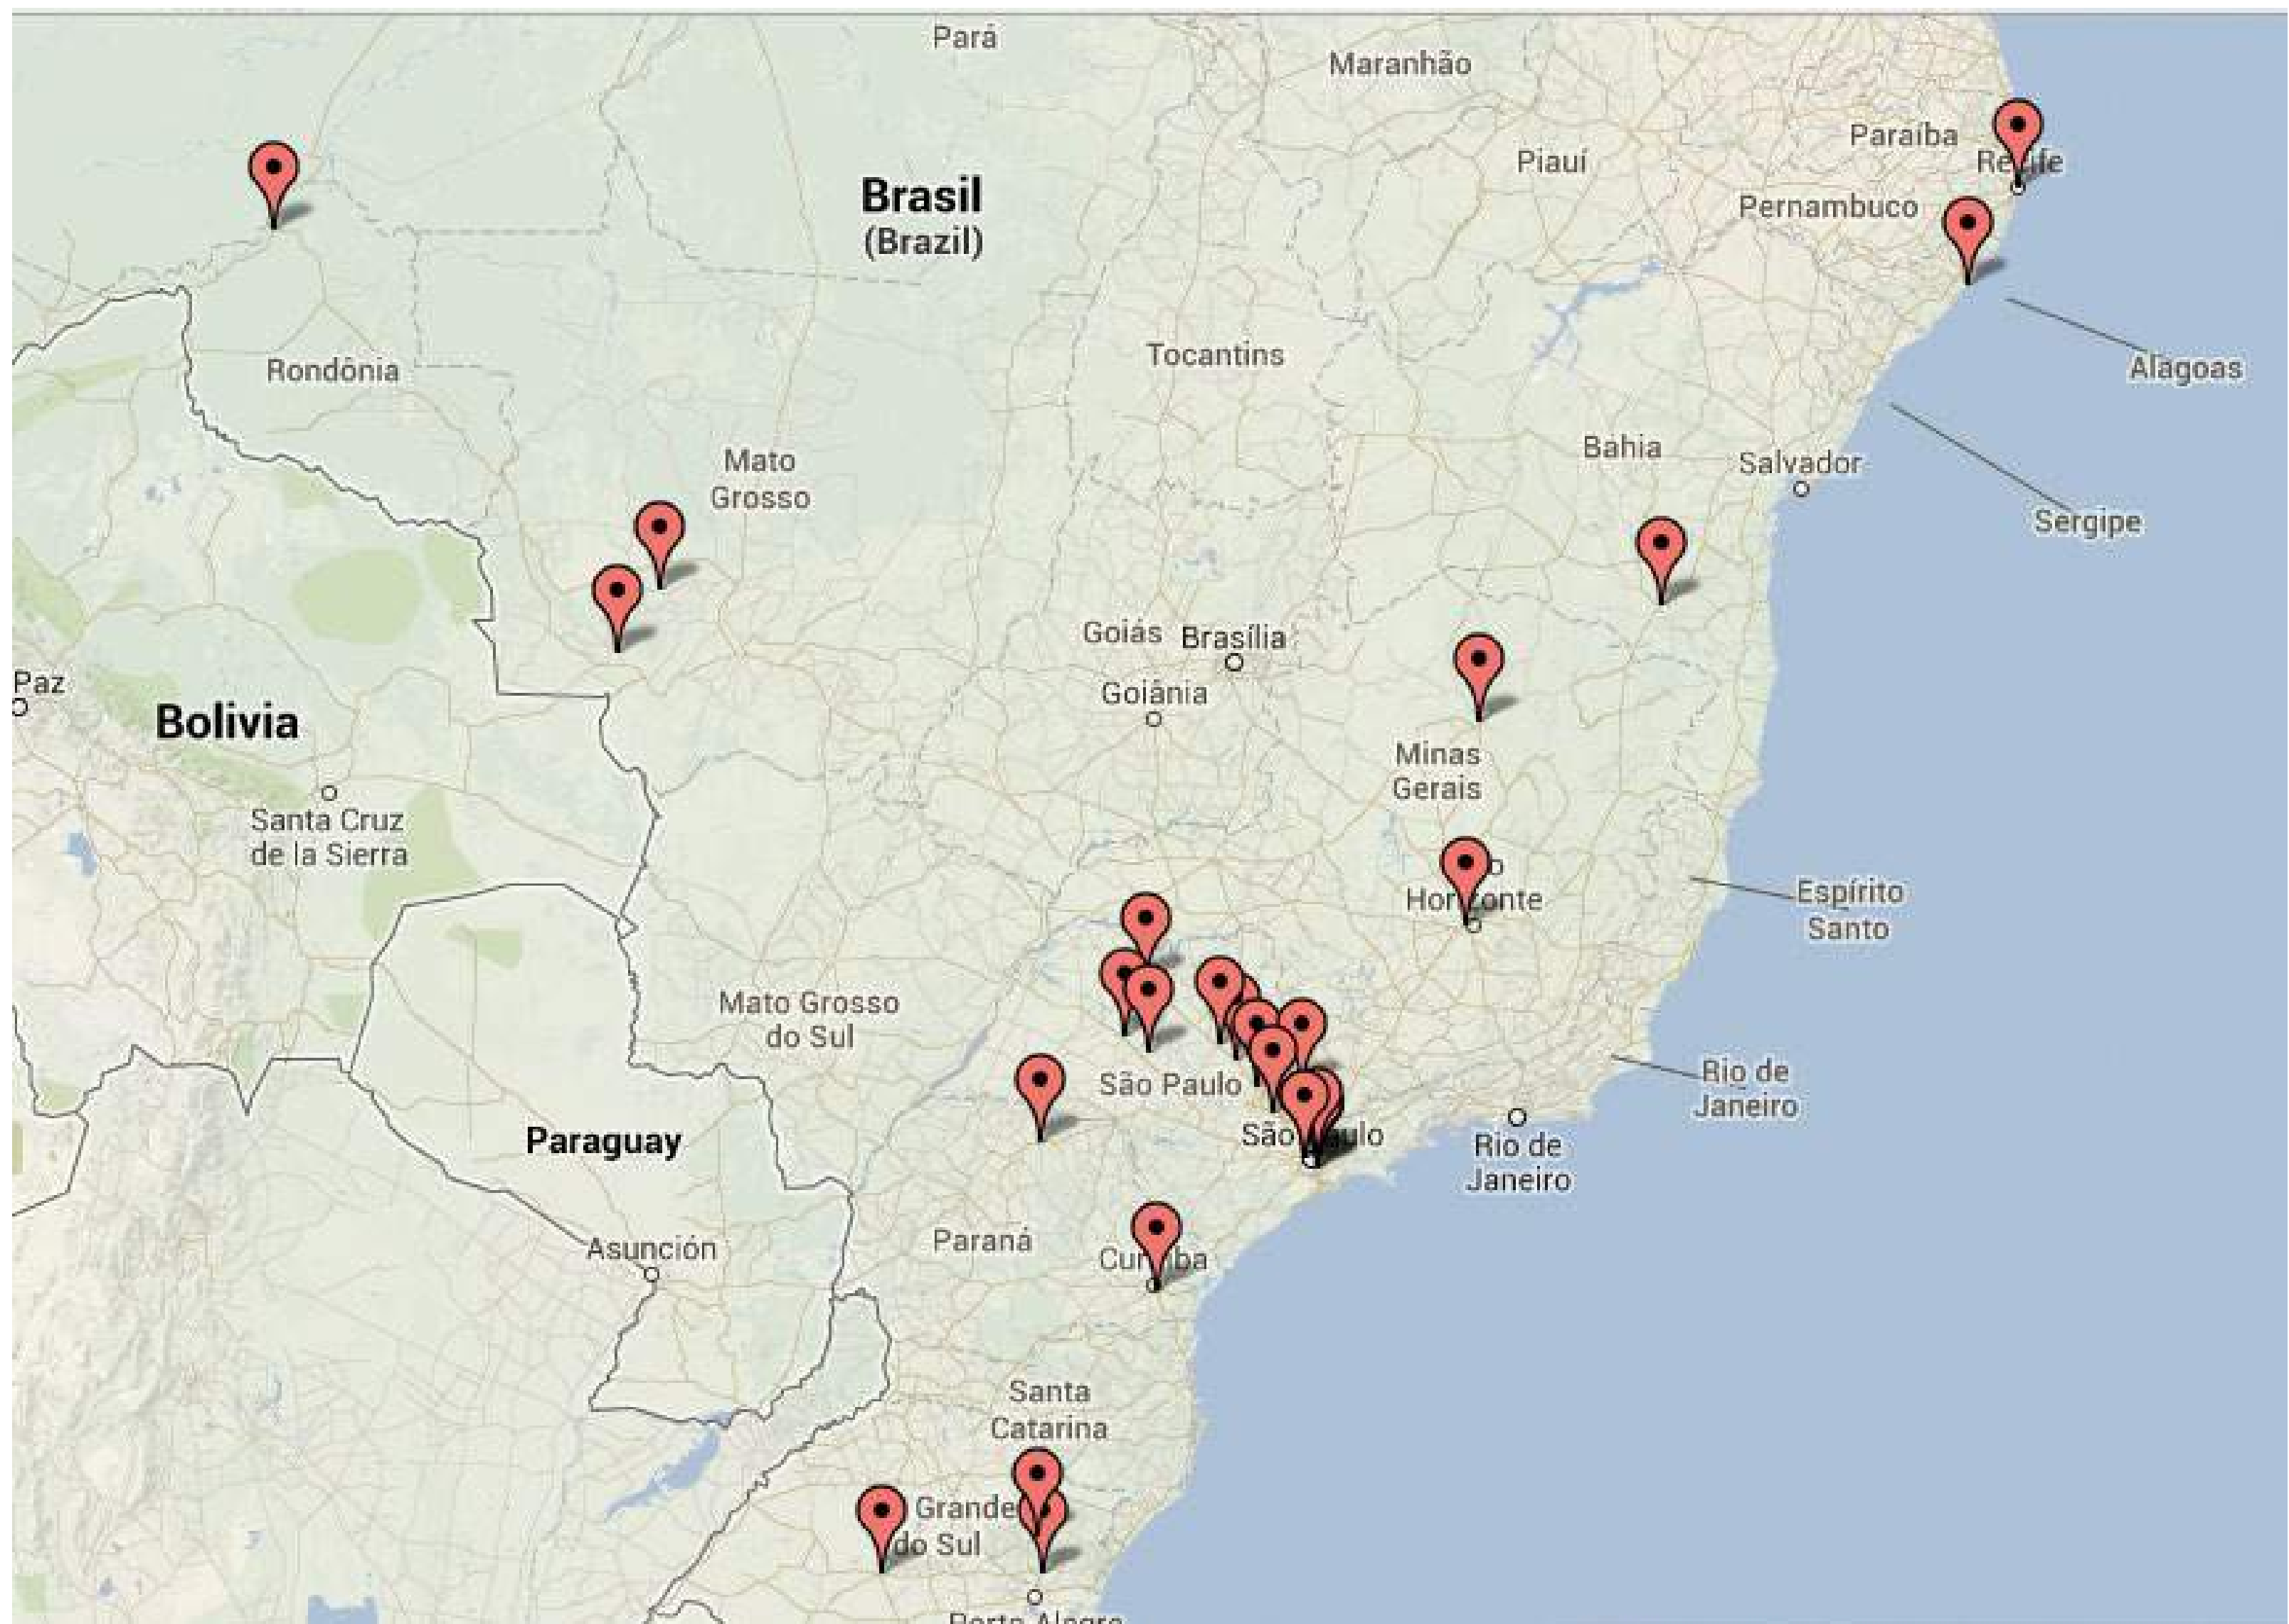 Pará
Maranhão
Paraíba
Piauí
Pernambuco
Brasil
(Brazil)
Tocantins
Alagoas
Rondônia
Bahia
Salvador
Mato
Grosso
Sergipe
Goiás
Brasília
Goiânia
Paz
Bolivia
Minas
Gerais
Santa Cruz
de la Sierra
Espírito
Santo
Mato Grosso
do Sul
São Paulo
Rio de
Janeiro
Paraguay
São
Rio de
Janeiro
Paraná
Asunción
Santa
Catarina
Grande
do Sul